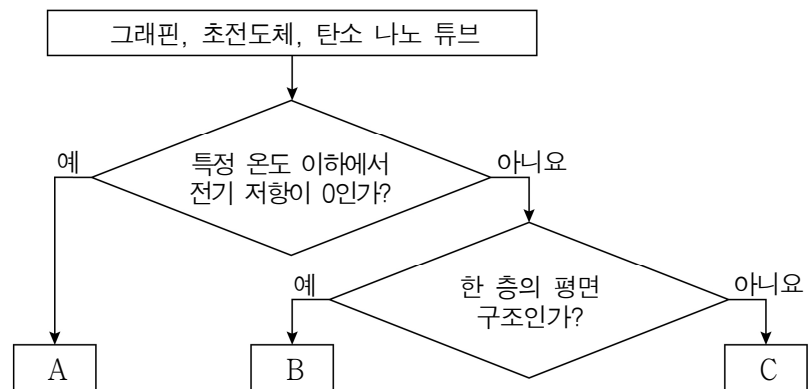 그래핀, 초전도체, 탄소 나노 튜브
예
특정 온도 이하에서
전기 저항이 0인가?
아니요
예
한 층의 평면
구조인가?
아니요
A
B
C